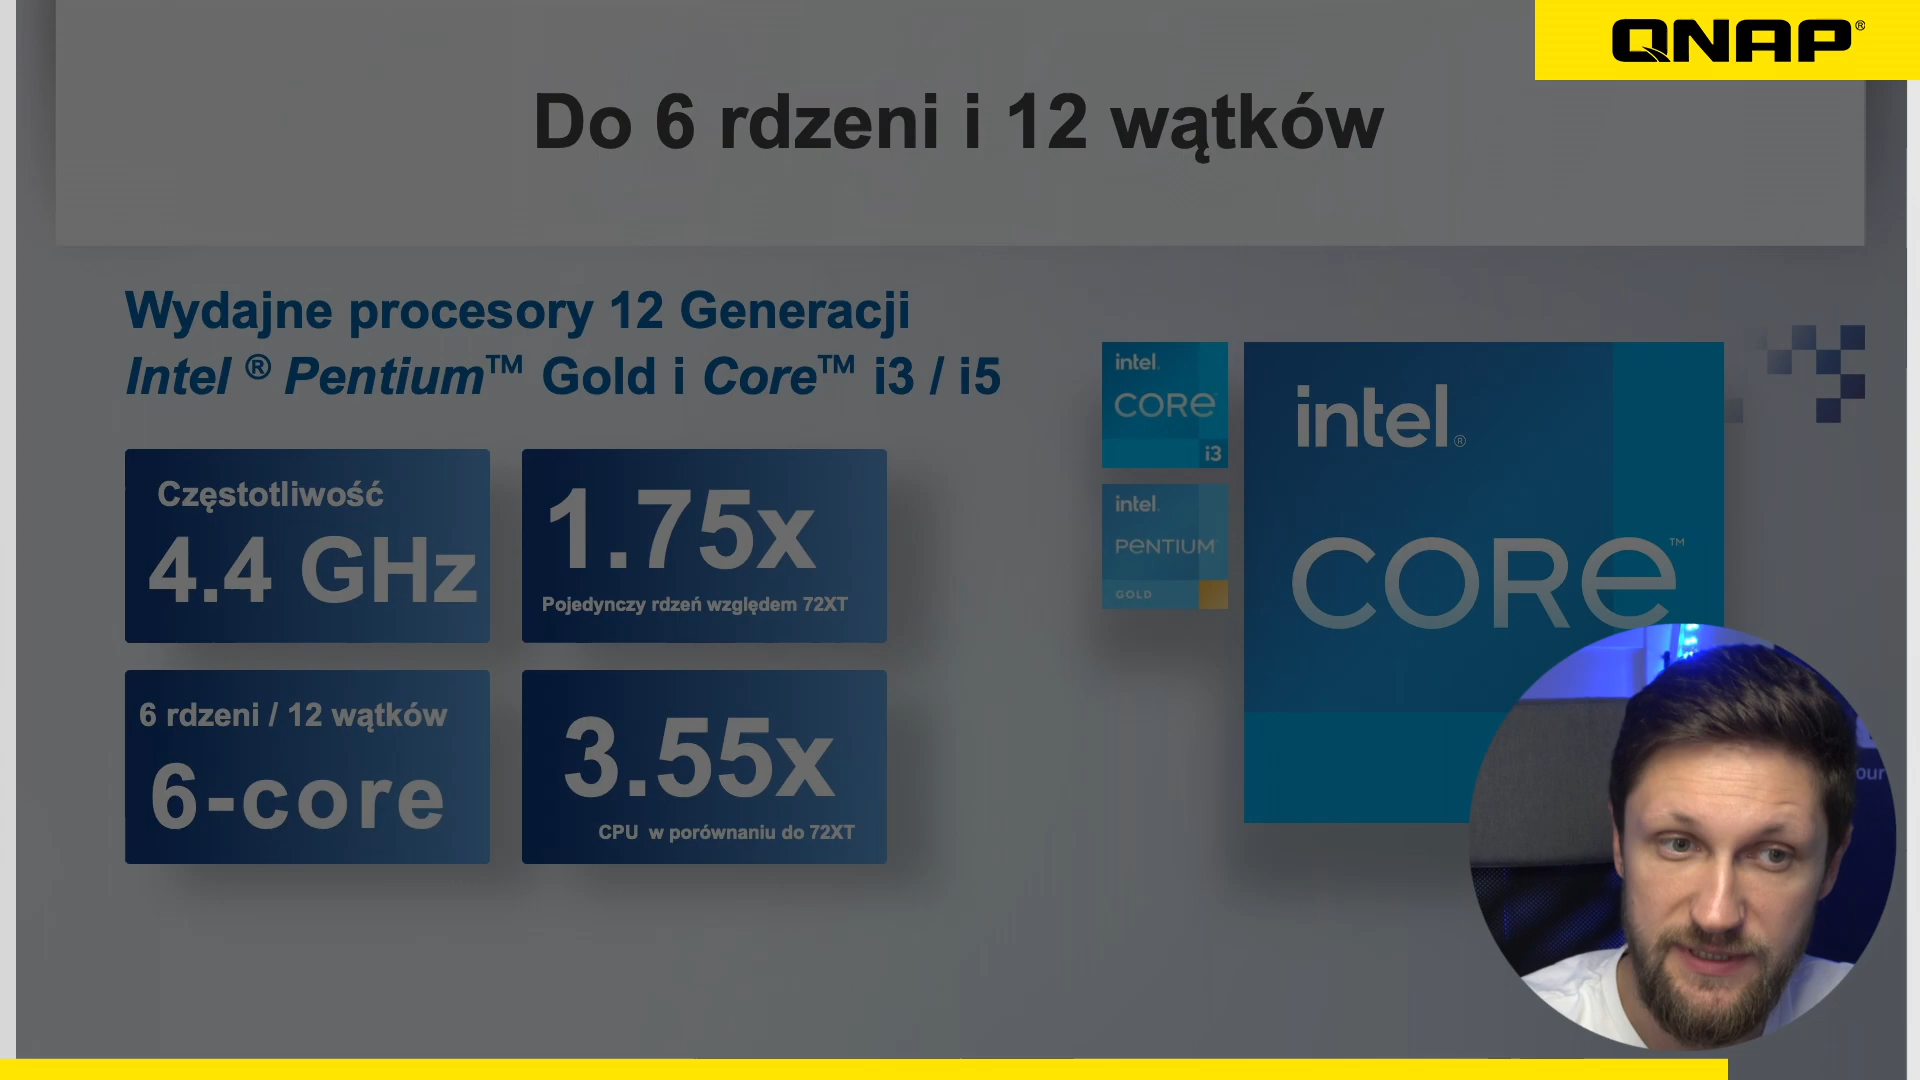 QNAP®
Do 6 rdzeni i 12 wątków
Wydajne procesory 12 Generacji
Intel ® Pentium™ Gold i Core™ i3 / i5
Częstotliwość
4.4 GHz
1.75x
Pojedynczy rdzeń względem 72XT
6 rdzeni / 12 wątków
6-core
3.55x
CPU w porównaniu do 72XT
intel.
CORE
i3
intel.
PENTIUM
GOLD
intel®
CORE™
our